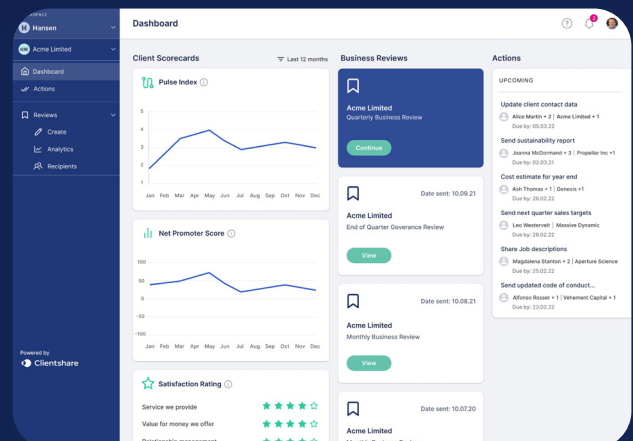 Hansen
Acme Limited
Dashboard
Actions
Reviews
Create
Analytics
Recipients
Powered by
Clientshare
Dashboard
2
Client Scorecards
Last 12 months
Pulse Index
5
4
3
2
1
Jan Feb Mar Apr May Jun Jul Aug Sep Oct Nov Dec
Net Promoter Score
100
50
0
-50
-100
Jan Feb Mar Apr May Jun Jul Aug Sep Oct Nov Dec
Satisfaction Rating
Service we provide
Value for money we offer
Relationship management
Business Reviews
Acme Limited
Quarterly Business Review
Continue
Date sent: 10.09.21
Acme Limited
End of Quarter Goverance Review
View
Date sent: 10.08.21
Acme Limited
Monthly Business Review
View
Date sent: 10.07.20
Acme Limited
Monthly Business Review
Actions
UPCOMING
Update client contact data
Alice Martin + 2 | Acme Limited + 1
Due by: 05.03.22
Send sustainability report
Joanna McDormand + 3 | Propeller Inc +1
Due by: 02.03.21
Cost estimate for year end
Ash Thomas + 1 | Genesis +1
Due by: 26.02.22
Send next quarter sales targets
Leo Westervelt | Massive Dynamic
Due by: 26.02.22
Share Job descriptions
Magdalena Stanton + 2 | Aperture Science
Due by: 25.02.22
Send updated code of conduct...
Alfonso Rosser + 1 | Vehement Capital + 1
Due by: 23.02.22